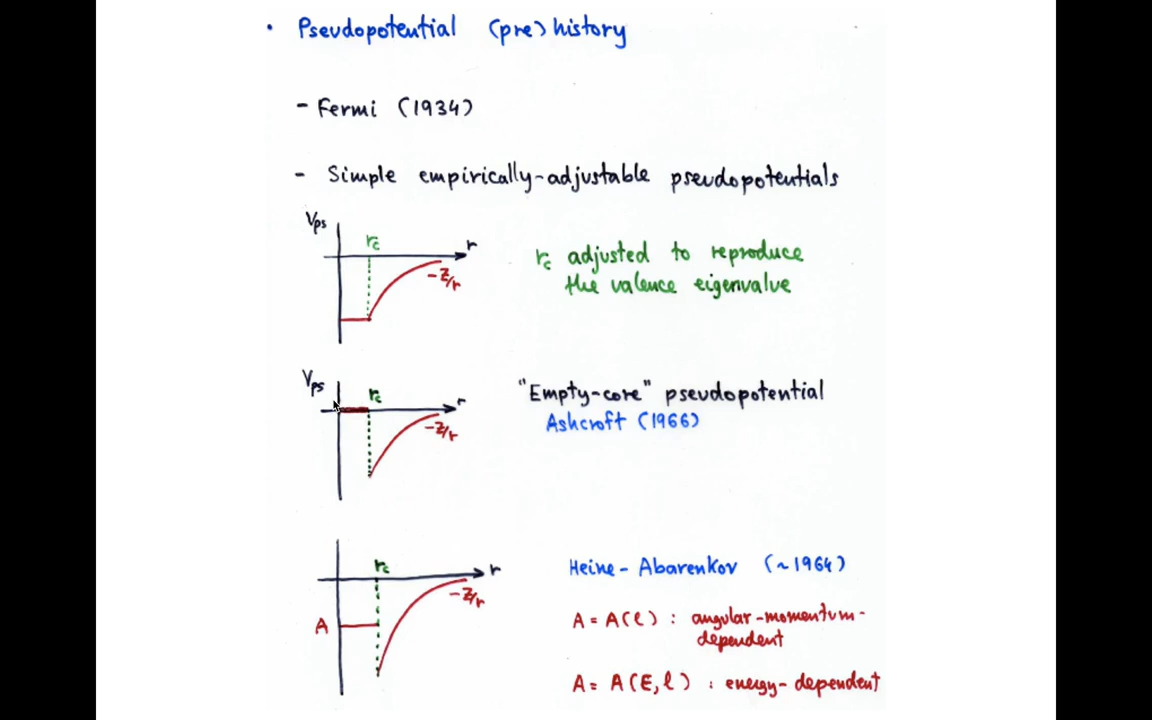 • Pseudopotential (pre)history
- Fermi (1934)
- Simple empirically-adjustable pseudopotentials
Vps
rc
r
-Z/r
rc adjusted to reproduce
the valence eigenvalue
Vps
rc
r
-Z/r
"Empty-core" pseudopotential
Ashcroft (1966)
rc
r
-Z/r
A
Heine-Abarenkov (~1964)
A = A(ℓ) : angular-momentum-
dependent
A = A(E,ℓ) : energy-dependent